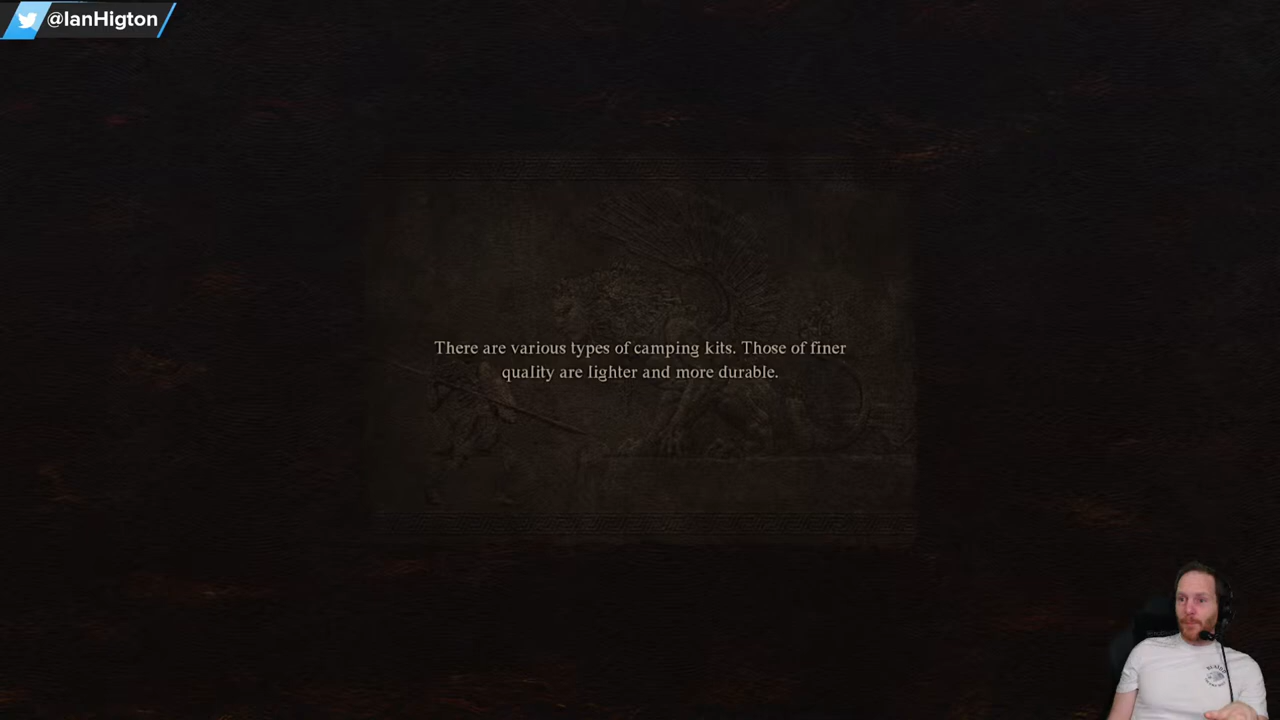 @IanHigton
There are various types of camping kits. Those of finer
quality are lighter and more durable.